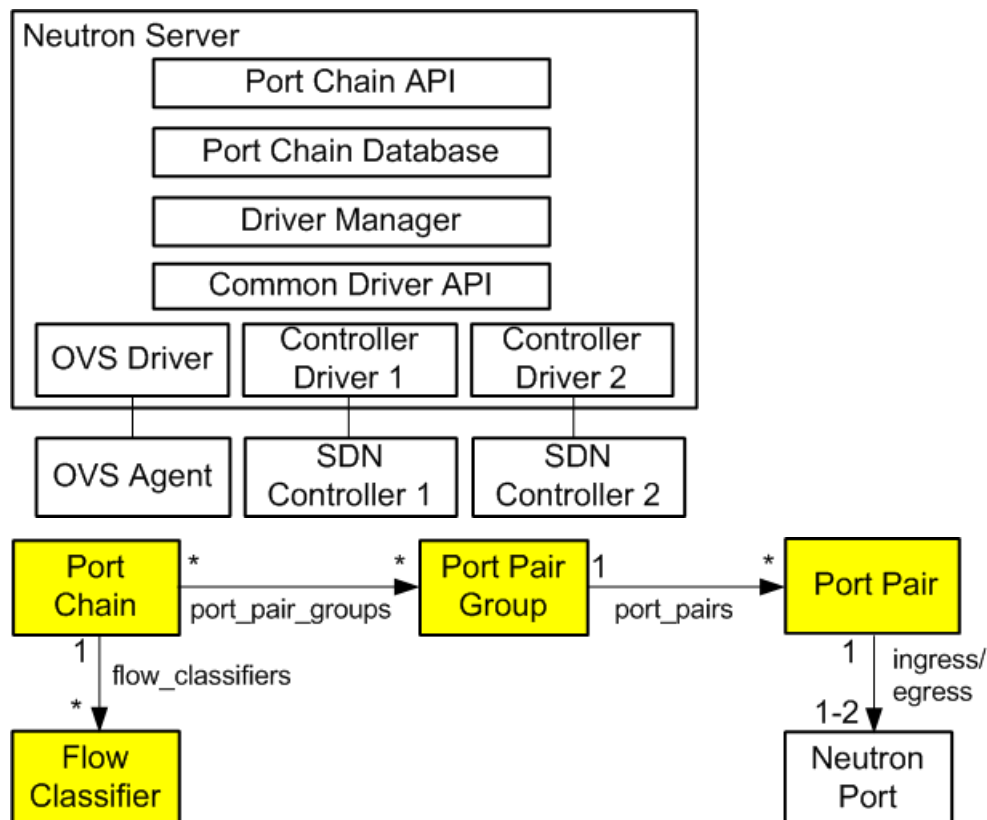 Neutron Server
Port Chain API
Port Chain Database
Driver Manager
Common Driver API
OVS Driver
Controller
Driver 1
Controller
Driver 2
OVS Agent
SDN
Controller 1
SDN
Controller 2
Port
Chain
*
*
port_pair_groups
Port Pair
Group
1
*
port_pairs
Port Pair
1
flow_classifiers
*
1
ingress/
egress
1-2
Flow
Classifier
Neutron
Port